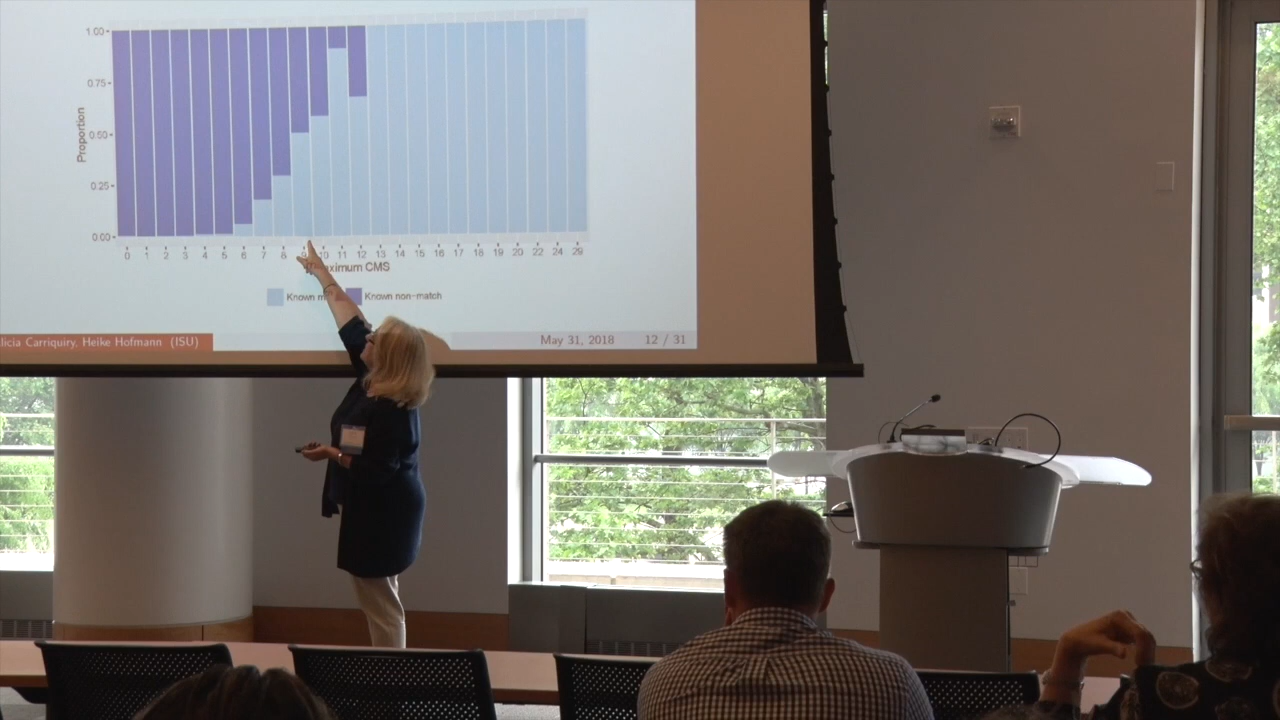 1.00
0.75
0.50
0.25
0.00
Proportion
0 1 2 3 4 5 6 7 8 9 10 11 12 13 14 15 16 17 18 19 20 22 24 29
CMS
Known Known non-match
Carriquiry, Heike Hofmann (ISU) May 31, 2018 12 / 31